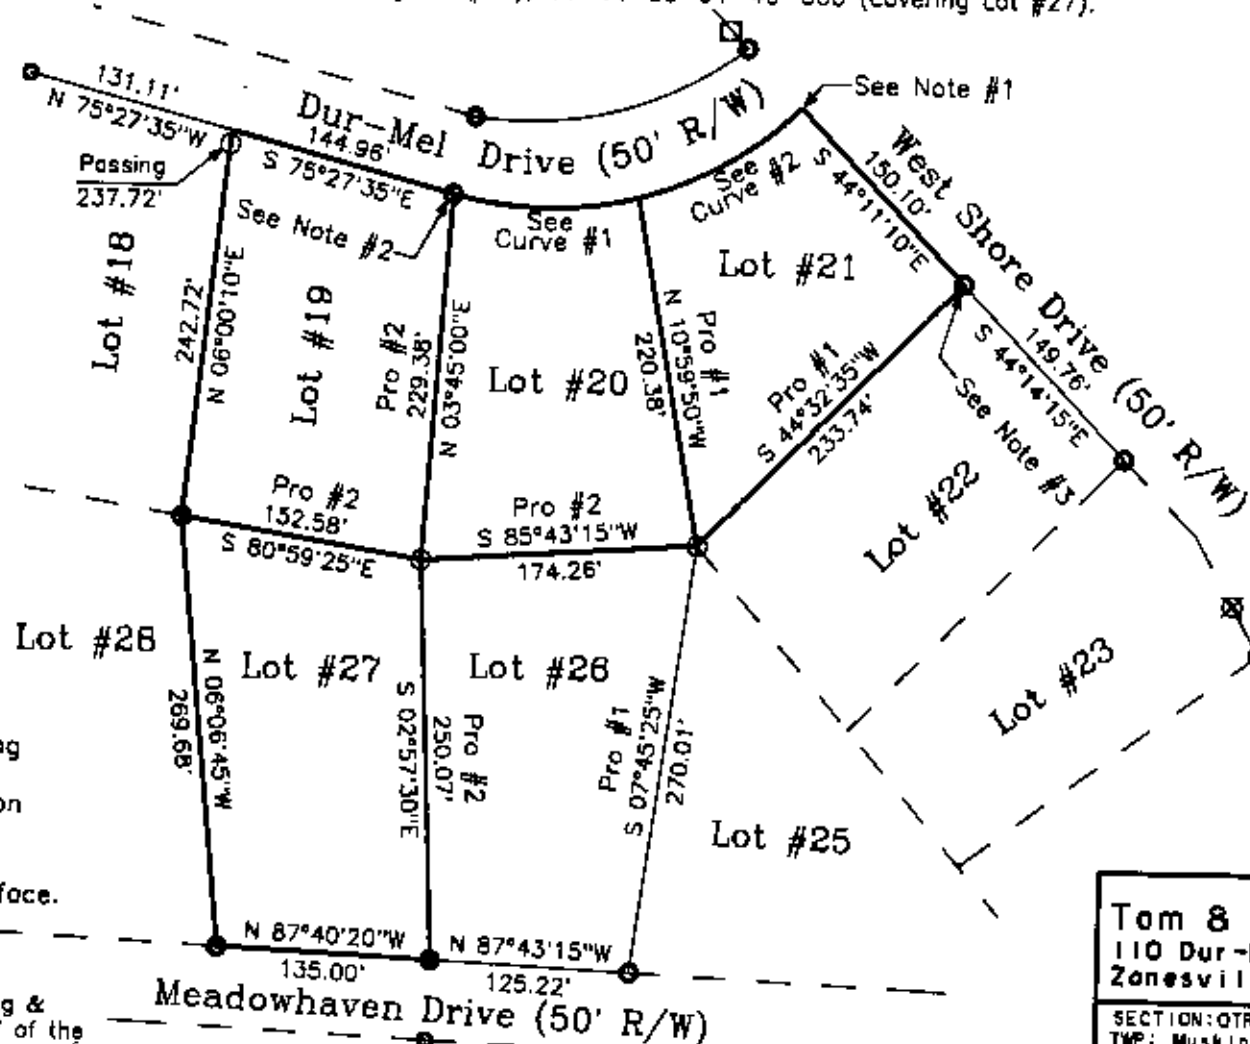 (Covering Lot #27).
See Note #1
131.11'
N 75°27'35"W
Dur-Mel Drive (50' R/W)
144.96'
S 75°27'35"E
Passing
237.72'
See Note #2
See
Curve #1
See
Curve #2
West Shore Drive (50' R/W)
150.10'
S 44°11'10"E
Lot #18
242.72'
N 06°00'10"E
Lot #19
Pro #2
229.38'
N 03°45'00"E
Lot #20
Pro #1
N 10°59'50"W
220.38'
Lot #21
Pro #1
S 44°32'35"W
233.74'
149.76'
S 44°14'15"E
See Note #3
Lot #22
Lot #23
Pro #2
152.58'
S 80°59'25"E
Pro #2
S 85°43'15"W
174.26'
Lot #28
N 06°06'45"W
269.68'
Lot #27
S 02°57'30"E
250.07'
Pro #2
Lot #26
Pro #1
S 07°45'25"W
270.01'
Lot #25
N 87°40'20"W
135.00'
N 87°43'15"W
125.22'
Meadowhaven Drive (50' R/W)
Tom &
110 Dur-
SECTION:QTR